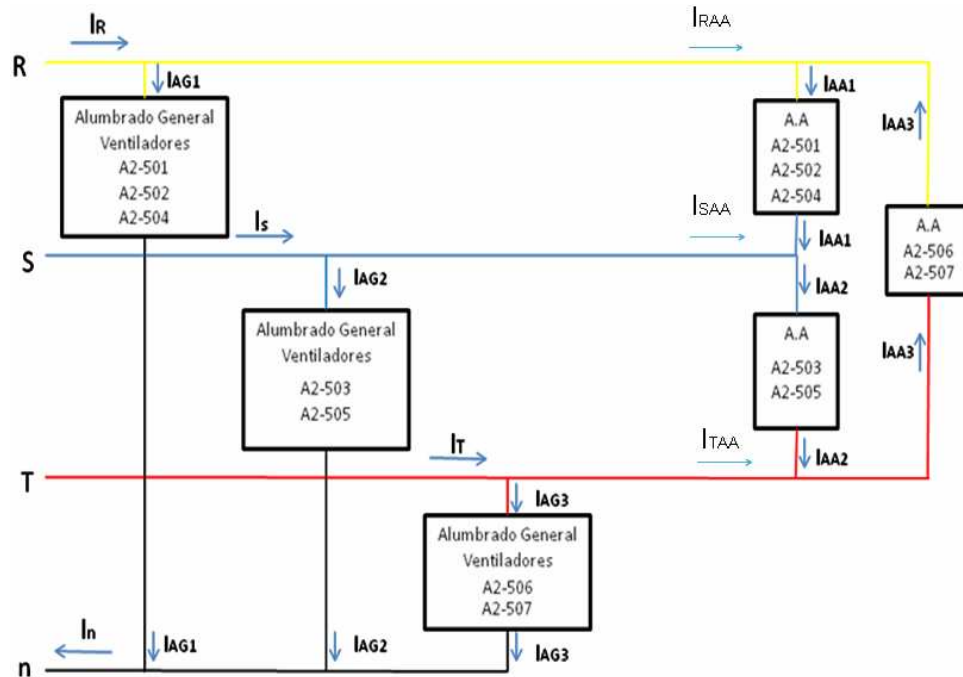 IR
IRAA
R
IAG1
IAA1
IAA3
Alumbrado General
Ventiladores
A2-501
A2-502
A2-504
A.A
A2-501
A2-502
A2-504
Is
ISAA
IAA1
A.A
A2-506
A2-507
S
IAG2
IAA2
Alumbrado General
Ventiladores
A2-503
A2-505
A.A
A2-503
A2-505
IAA3
IT
ITAA
IAA2
T
IAG3
Alumbrado General
Ventiladores
A2-506
A2-507
In
IAG1
IAG2
IAG3
n